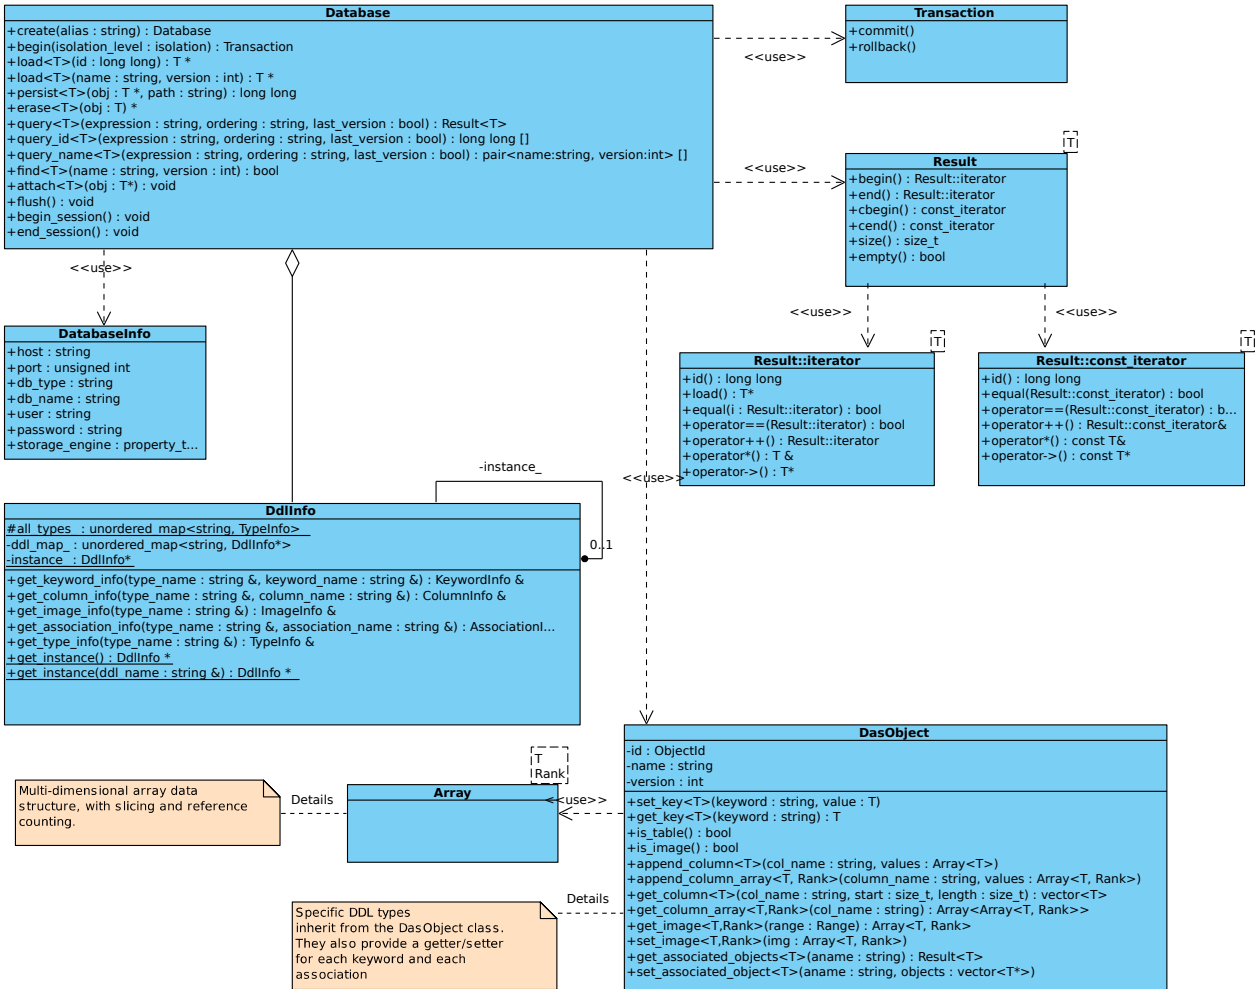 Database
+create(alias : string) : Database
+begin(isolation_level : isolation) : Transaction
+load<T>(id : long long) : T *
+load<T>(name : string, version : int) : T *
+persist<T>(obj : T *, path : string) : long long
+erase<T>(obj : T) *
+query<T>(expression : string, ordering : string, last_version : bool) : Result<T>
+query_id<T>(expression : string, ordering : string, last_version : bool) : long long []
+query_name<T>(expression : string, ordering : string, last_version : bool) : pair<name:string, version:int> []
+find<T>(name : string, version : int) : bool
+attach<T>(obj : T*) : void
+flush() : void
+begin_session() : void
+end_session() : void
<<use>>
Transaction
+commit()
+rollback()
<<use>>
T
Result
+begin() : Result::iterator
+end() : Result::iterator
+cbegin() : const_iterator
+cend() : const_iterator
+size() : size_t
+empty() : bool
<<use>>
<<use>>
<<use>>
DatabaseInfo
+host : string
+port : unsigned int
+db_type : string
+db_name : string
+user : string
+password : string
+storage_engine : property_t...
T
Result::iterator
+id() : long long
+load() : T*
+equal(i : Result::iterator) : bool
+operator==(Result::iterator) : bool
+operator++() : Result::iterator
+operator*() : T &
+operator->() : T*
T
Result::const_iterator
+id() : long long
+equal(Result::const_iterator) : bool
+operator==(Result::const_iterator) : b...
+operator++() : Result::const_iterator&
+operator*() : const T&
+operator->() : const T*
<<use>>
-instance_
0..1
DdlInfo
#all_types_ : unordered_map<string, TypeInfo>
-ddl_map_ : unordered_map<string, DdlInfo*>
-instance_ : DdlInfo*
+get_keyword_info(type_name : string &, keyword_name : string &) : KeywordInfo &
+get_column_info(type_name : string &, column_name : string &) : ColumnInfo &
+get_image_info(type_name : string &) : ImageInfo &
+get_association_info(type_name : string &, association_name : string &) : AssociationI...
+get_type_info(type_name : string &) : TypeInfo &
+get_instance() : DdlInfo *
+get_instance(ddl_name : string &) : DdlInfo *
Multi-dimensional array data
structure, with slicing and reference
counting.
Details
T
Rank
Array
<<use>>
DasObject
-id : ObjectId
-name : string
-version : int
+set_key<T>(keyword : string, value : T)
+get_key<T>(keyword : string) : T
+is_table() : bool
+is_image() : bool
+append_column<T>(col_name : string, values : Array<T>)
+append_column_array<T, Rank>(column_name : string, values : Array<T, Rank>)
+get_column<T>(col_name : string, start : size_t, length : size_t) : vector<T>
+get_column_array<T,Rank>(col_name : string) : Array<Array<T, Rank>>
+get_image<T,Rank>(range : Range) : Array<T, Rank>
+set_image<T,Rank>(img : Array<T, Rank>)
+get_associated_objects<T>(aname : string) : Result<T>
+set_associated_object<T>(aname : string, objects : vector<T*>)
Details
Specific DDL types
inherit from the DasObject class.
They also provide a getter/setter
for each keyword and each
association